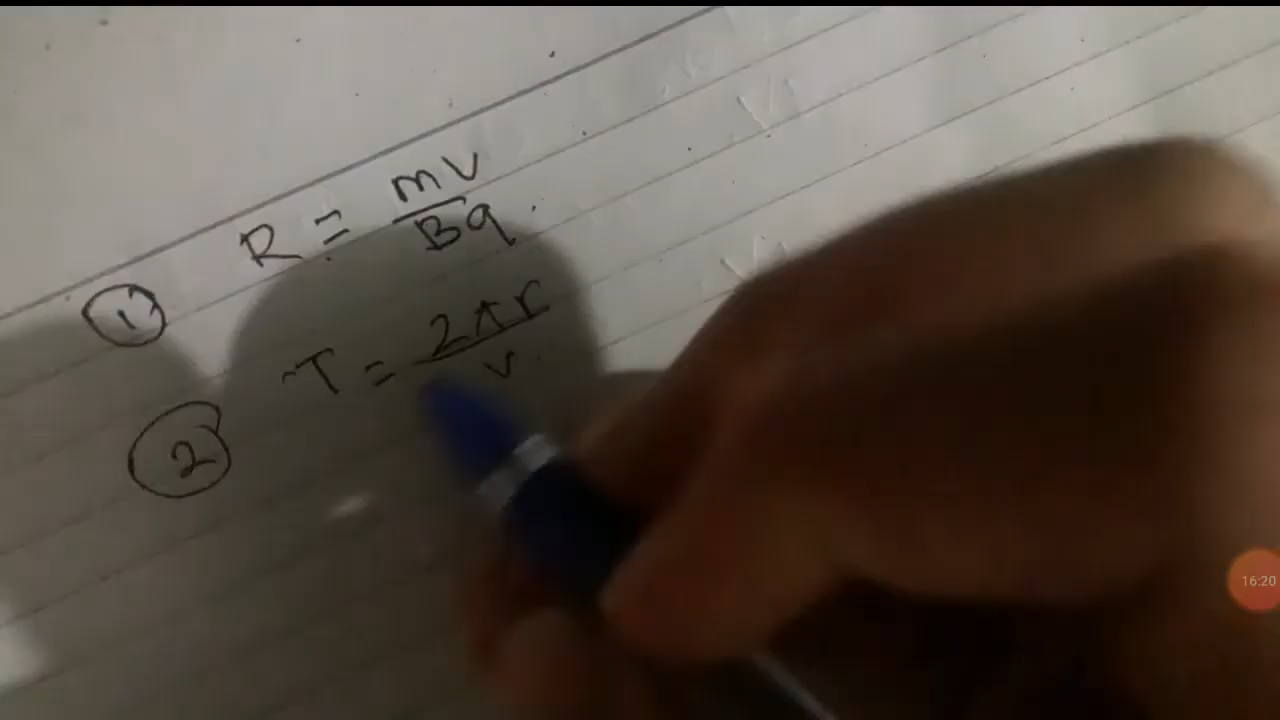 ① R = mv/Bq.
② T = 2πr/v
16:20